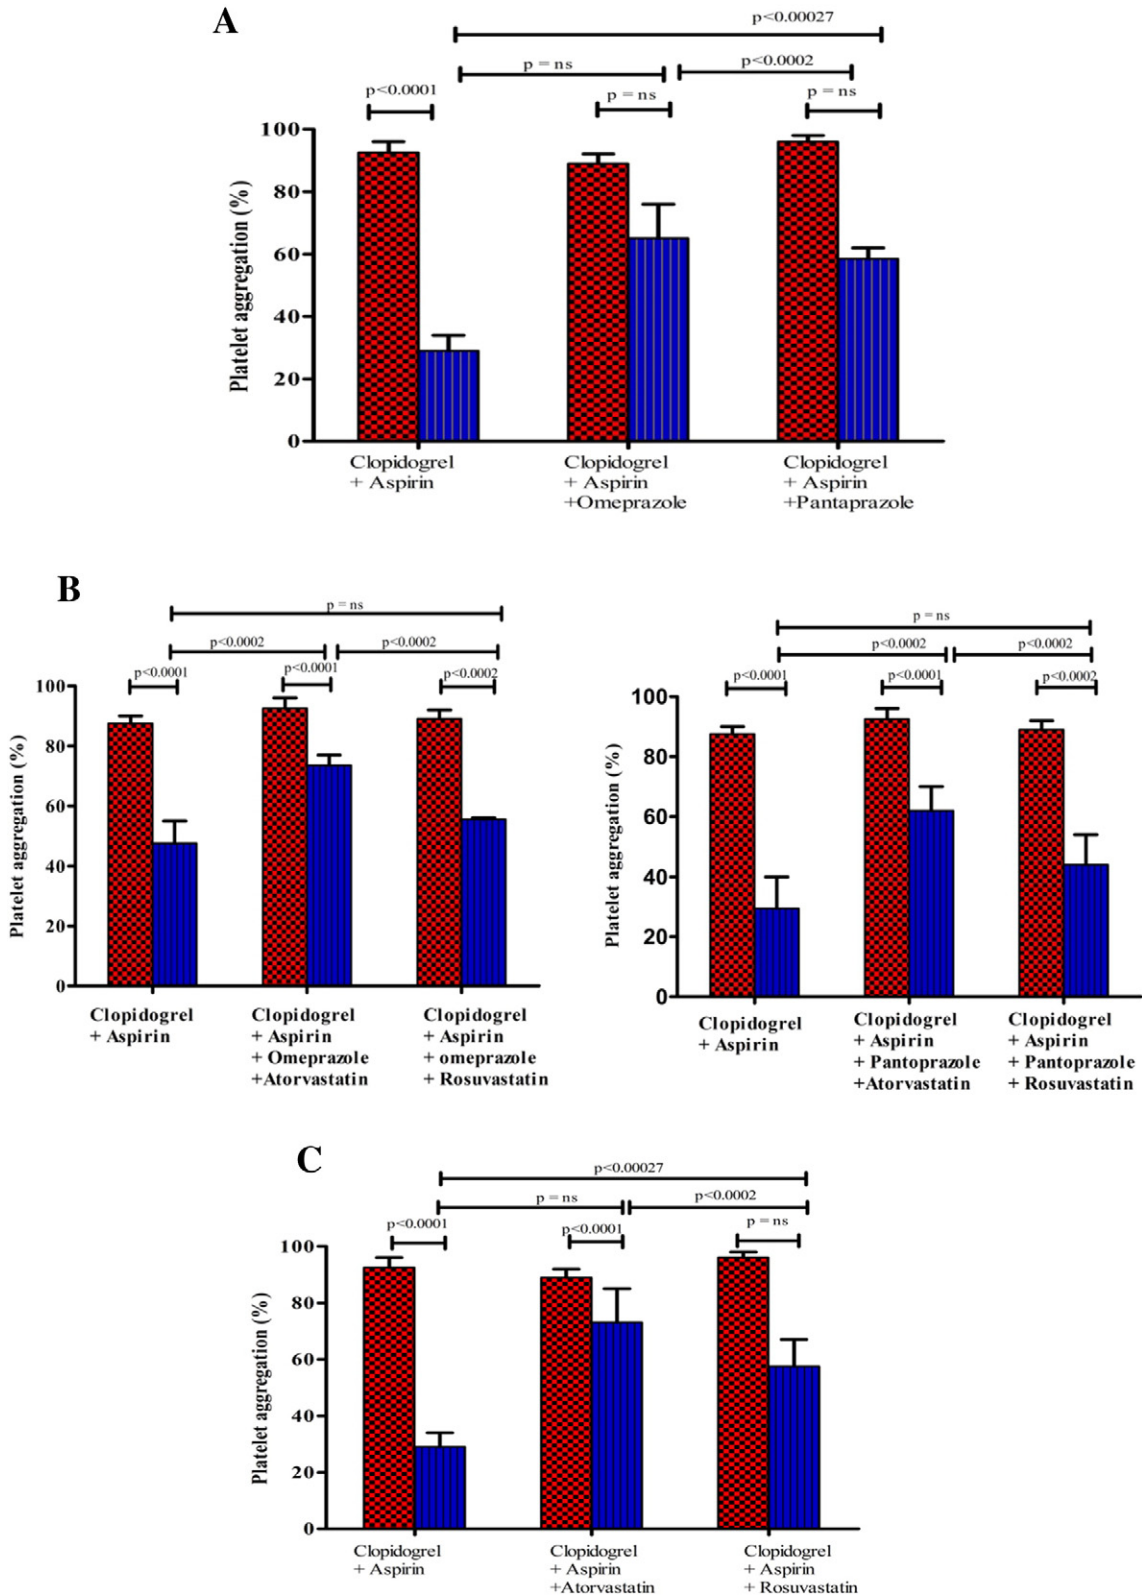 A
p<0.00027
p = ns
p<0.0002
p<0.0001
p = ns
p = ns
100
80
60
40
20
0
Platelet aggregation (%)
Clopidogrel
+ Aspirin
Clopidogrel
+ Aspirin
+Omeprazole
Clopidogrel
+ Aspirin
+Pantaprazole
B
p = ns
p<0.0002
p<0.0002
p<0.0001
p<0.0001
p<0.0002
100
80
60
40
20
0
Platelet aggregation (%)
Clopidogrel
+ Aspirin
Clopidogrel
+ Aspirin
+ Omeprazole
+Atorvastatin
Clopidogrel
+ Aspirin
+ omeprazole
+ Rosuvastatin
p = ns
p<0.0002
p<0.0002
p<0.0001
p<0.0001
p<0.0002
100
80
60
40
20
0
Platelet aggregation (%)
Clopidogrel
+ Aspirin
Clopidogrel
+ Aspirin
+ Pantoprazole
+Atorvastatin
Clopidogrel
+ Aspirin
+ Pantoprazole
+ Rosuvastatin
C
p<0.00027
p = ns
p<0.0002
p<0.0001
p<0.0001
p = ns
100
80
60
40
20
0
Platelet aggregation (%)
Clopidogrel
+ Aspirin
Clopidogrel
+ Aspirin
+Atorvastatin
Clopidogrel
+ Aspirin
+ Rosuvastatin